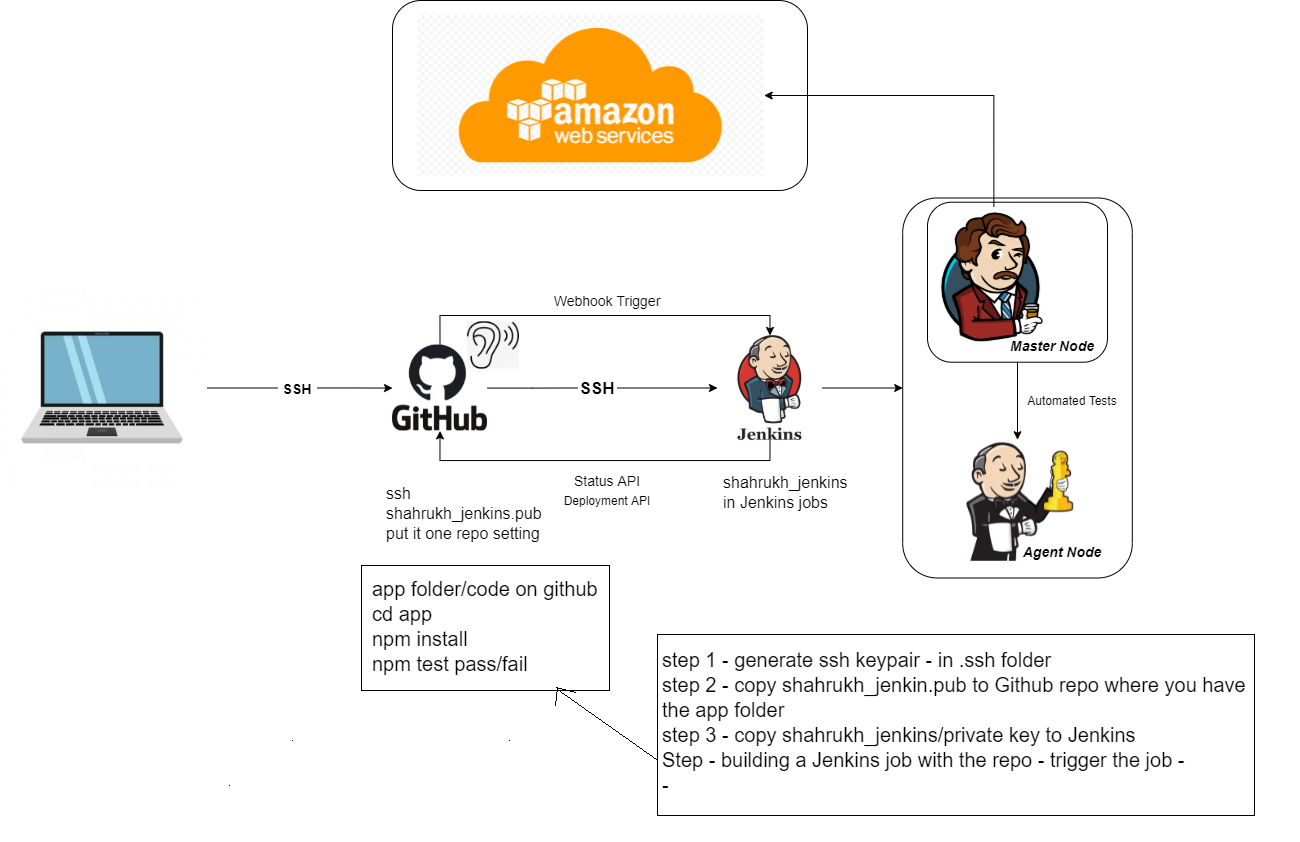 amazon
web services
Webhook Trigger
SSH
GitHub
SSH
Jenkins
Master Node
Automated Tests
Agent Node
Status API
Deployment API
ssh
shahrukh_jenkins.pub
put it one repo setting
shahrukh_jenkins
in Jenkins jobs
app folder/code on github
cd app
npm install
npm test pass/fail
step 1 - generate ssh keypair - in .ssh folder
step 2 - copy shahrukh_jenkin.pub to Github repo where you have
the app folder
step 3 - copy shahrukh_jenkins/private key to Jenkins
Step - building a Jenkins job with the repo - trigger the job -
-